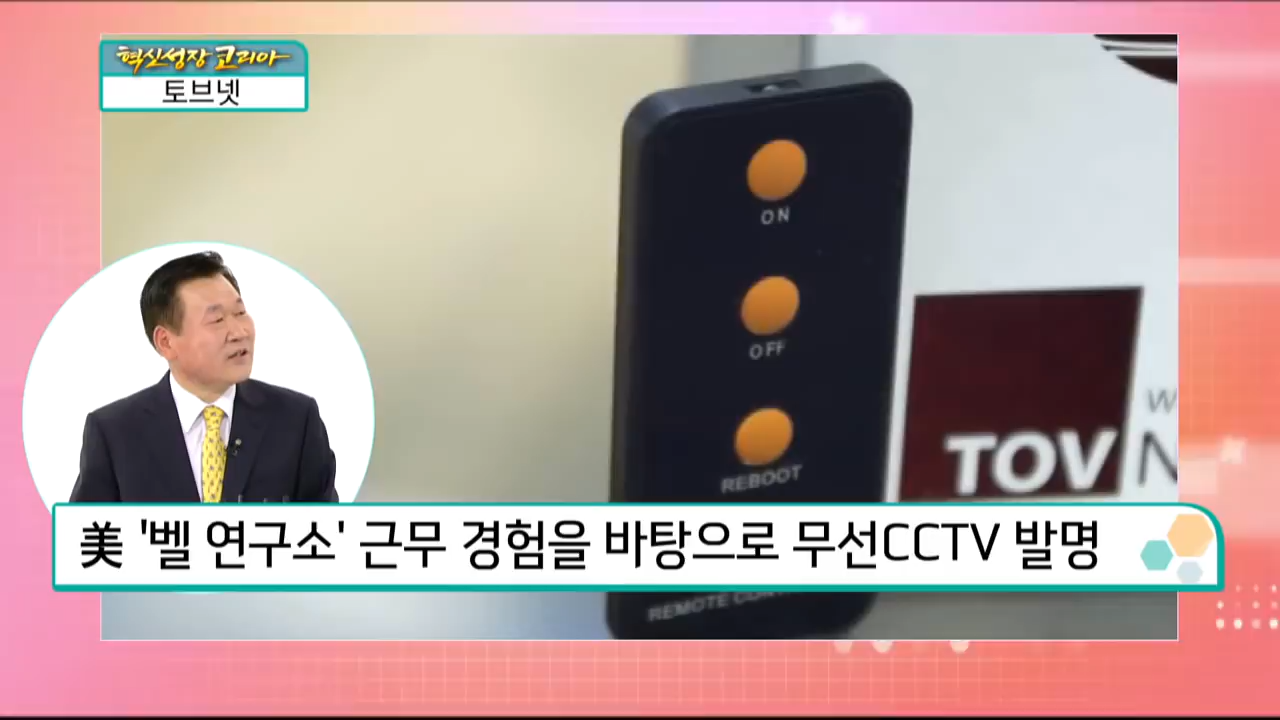 혁신성장 코리아
토브넷
ON
OFF
REBOOT
W
TOV N
美 '벨 연구소' 근무 경험을 바탕으로 무선CCTV 발명
REMOTE